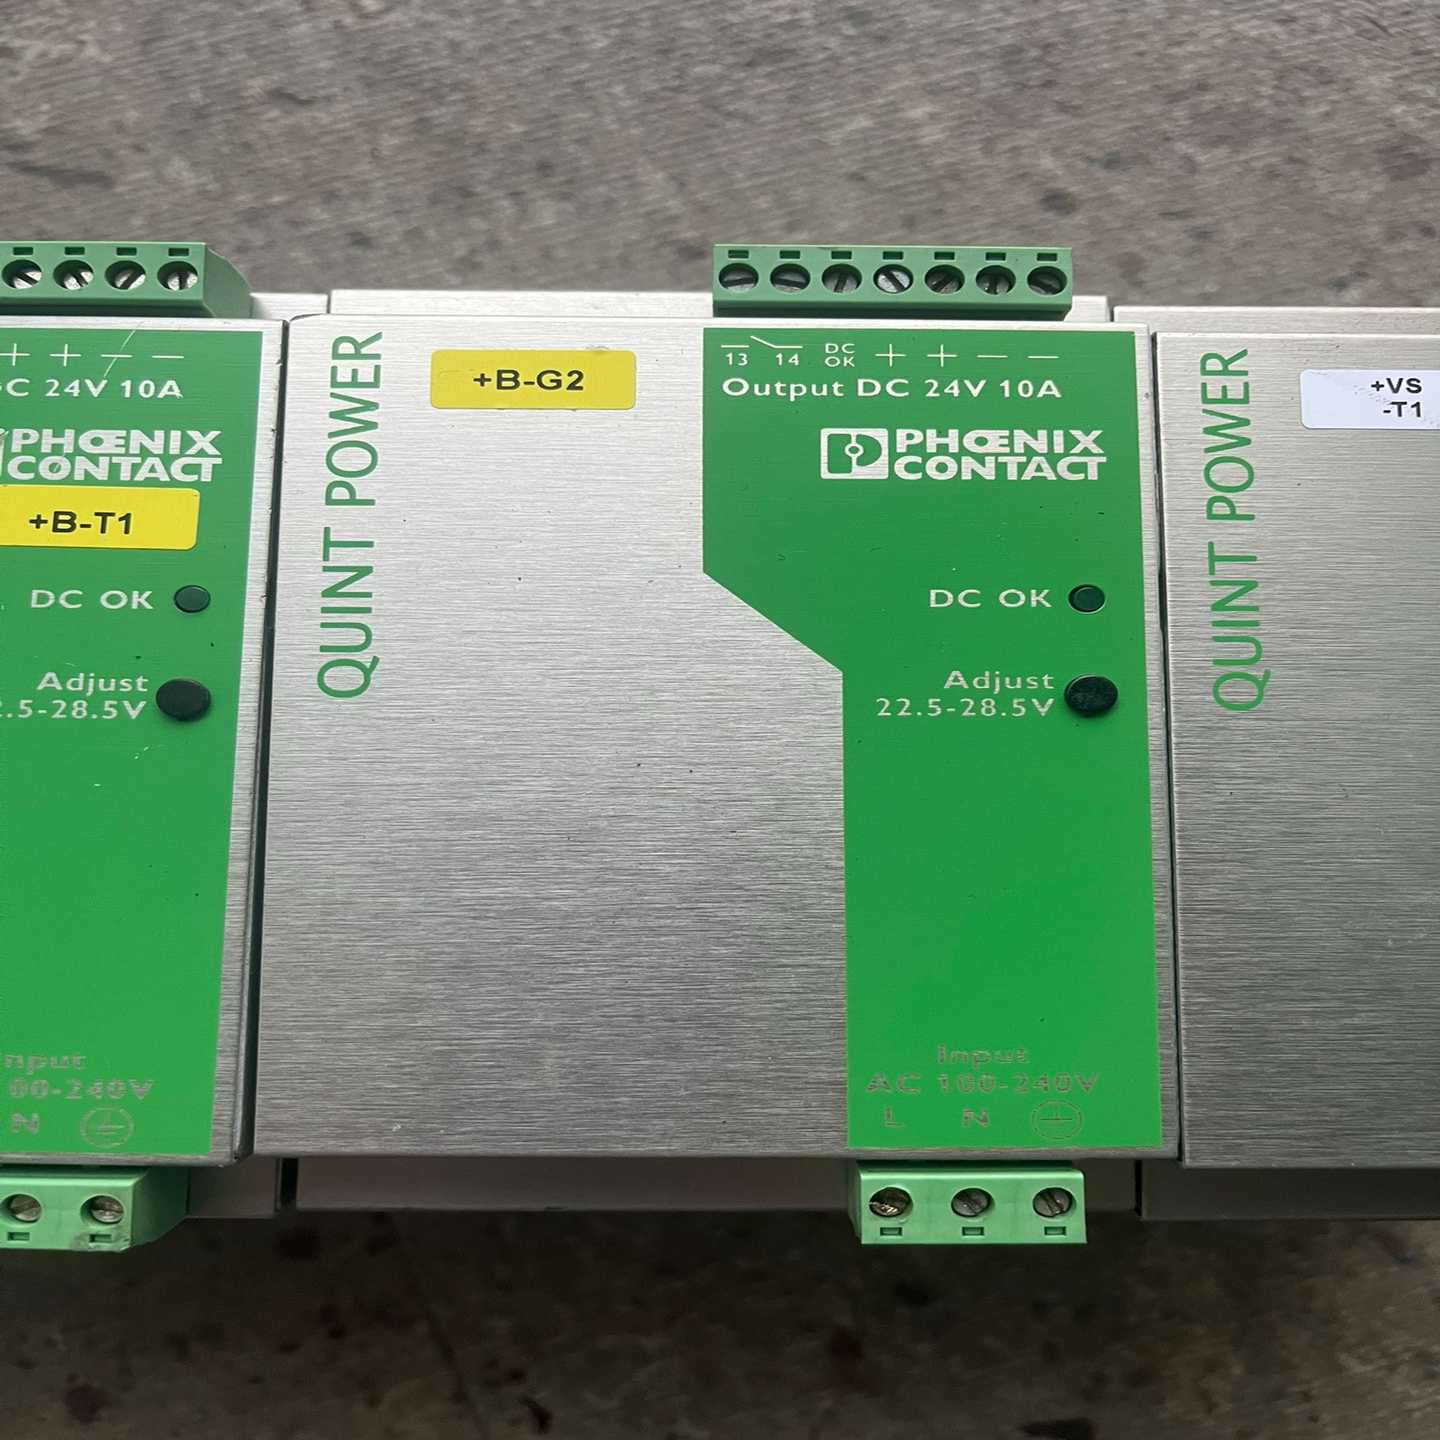 + + — —
DC 24V 10A
PHŒNIX
CONTACT
+B-T1
DC OK
Adjust
2.5-28.5V
Input
00-240V
N
QUINT POWER
+B-G2
13 14 DC OK + + — —
Output DC 24V 10A
PHŒNIX
CONTACT
DC OK
Adjust
22.5-28.5V
Input
AC 100-240V
L N
QUINT POWER
+VS
-T1